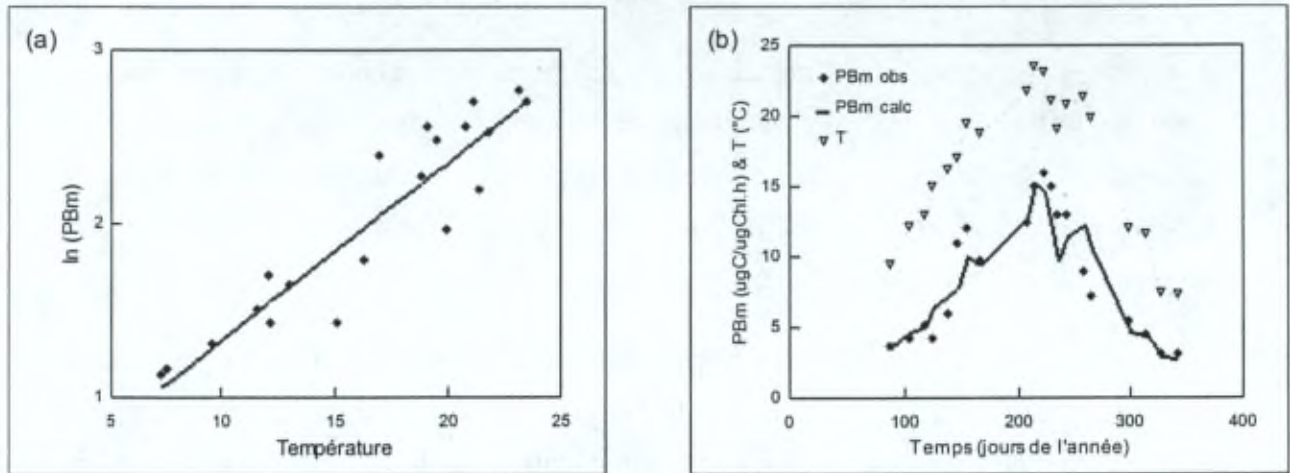 (a)
3
2
1
ln (PBm)
5 10 15 20 25
Température
(b)
25
20
15
10
5
0
PBm (ugC/ugChl.h) & T (°C)
PBm obs
PBm calc
T
0 100 200 300 400
Temps (jours de l'année)